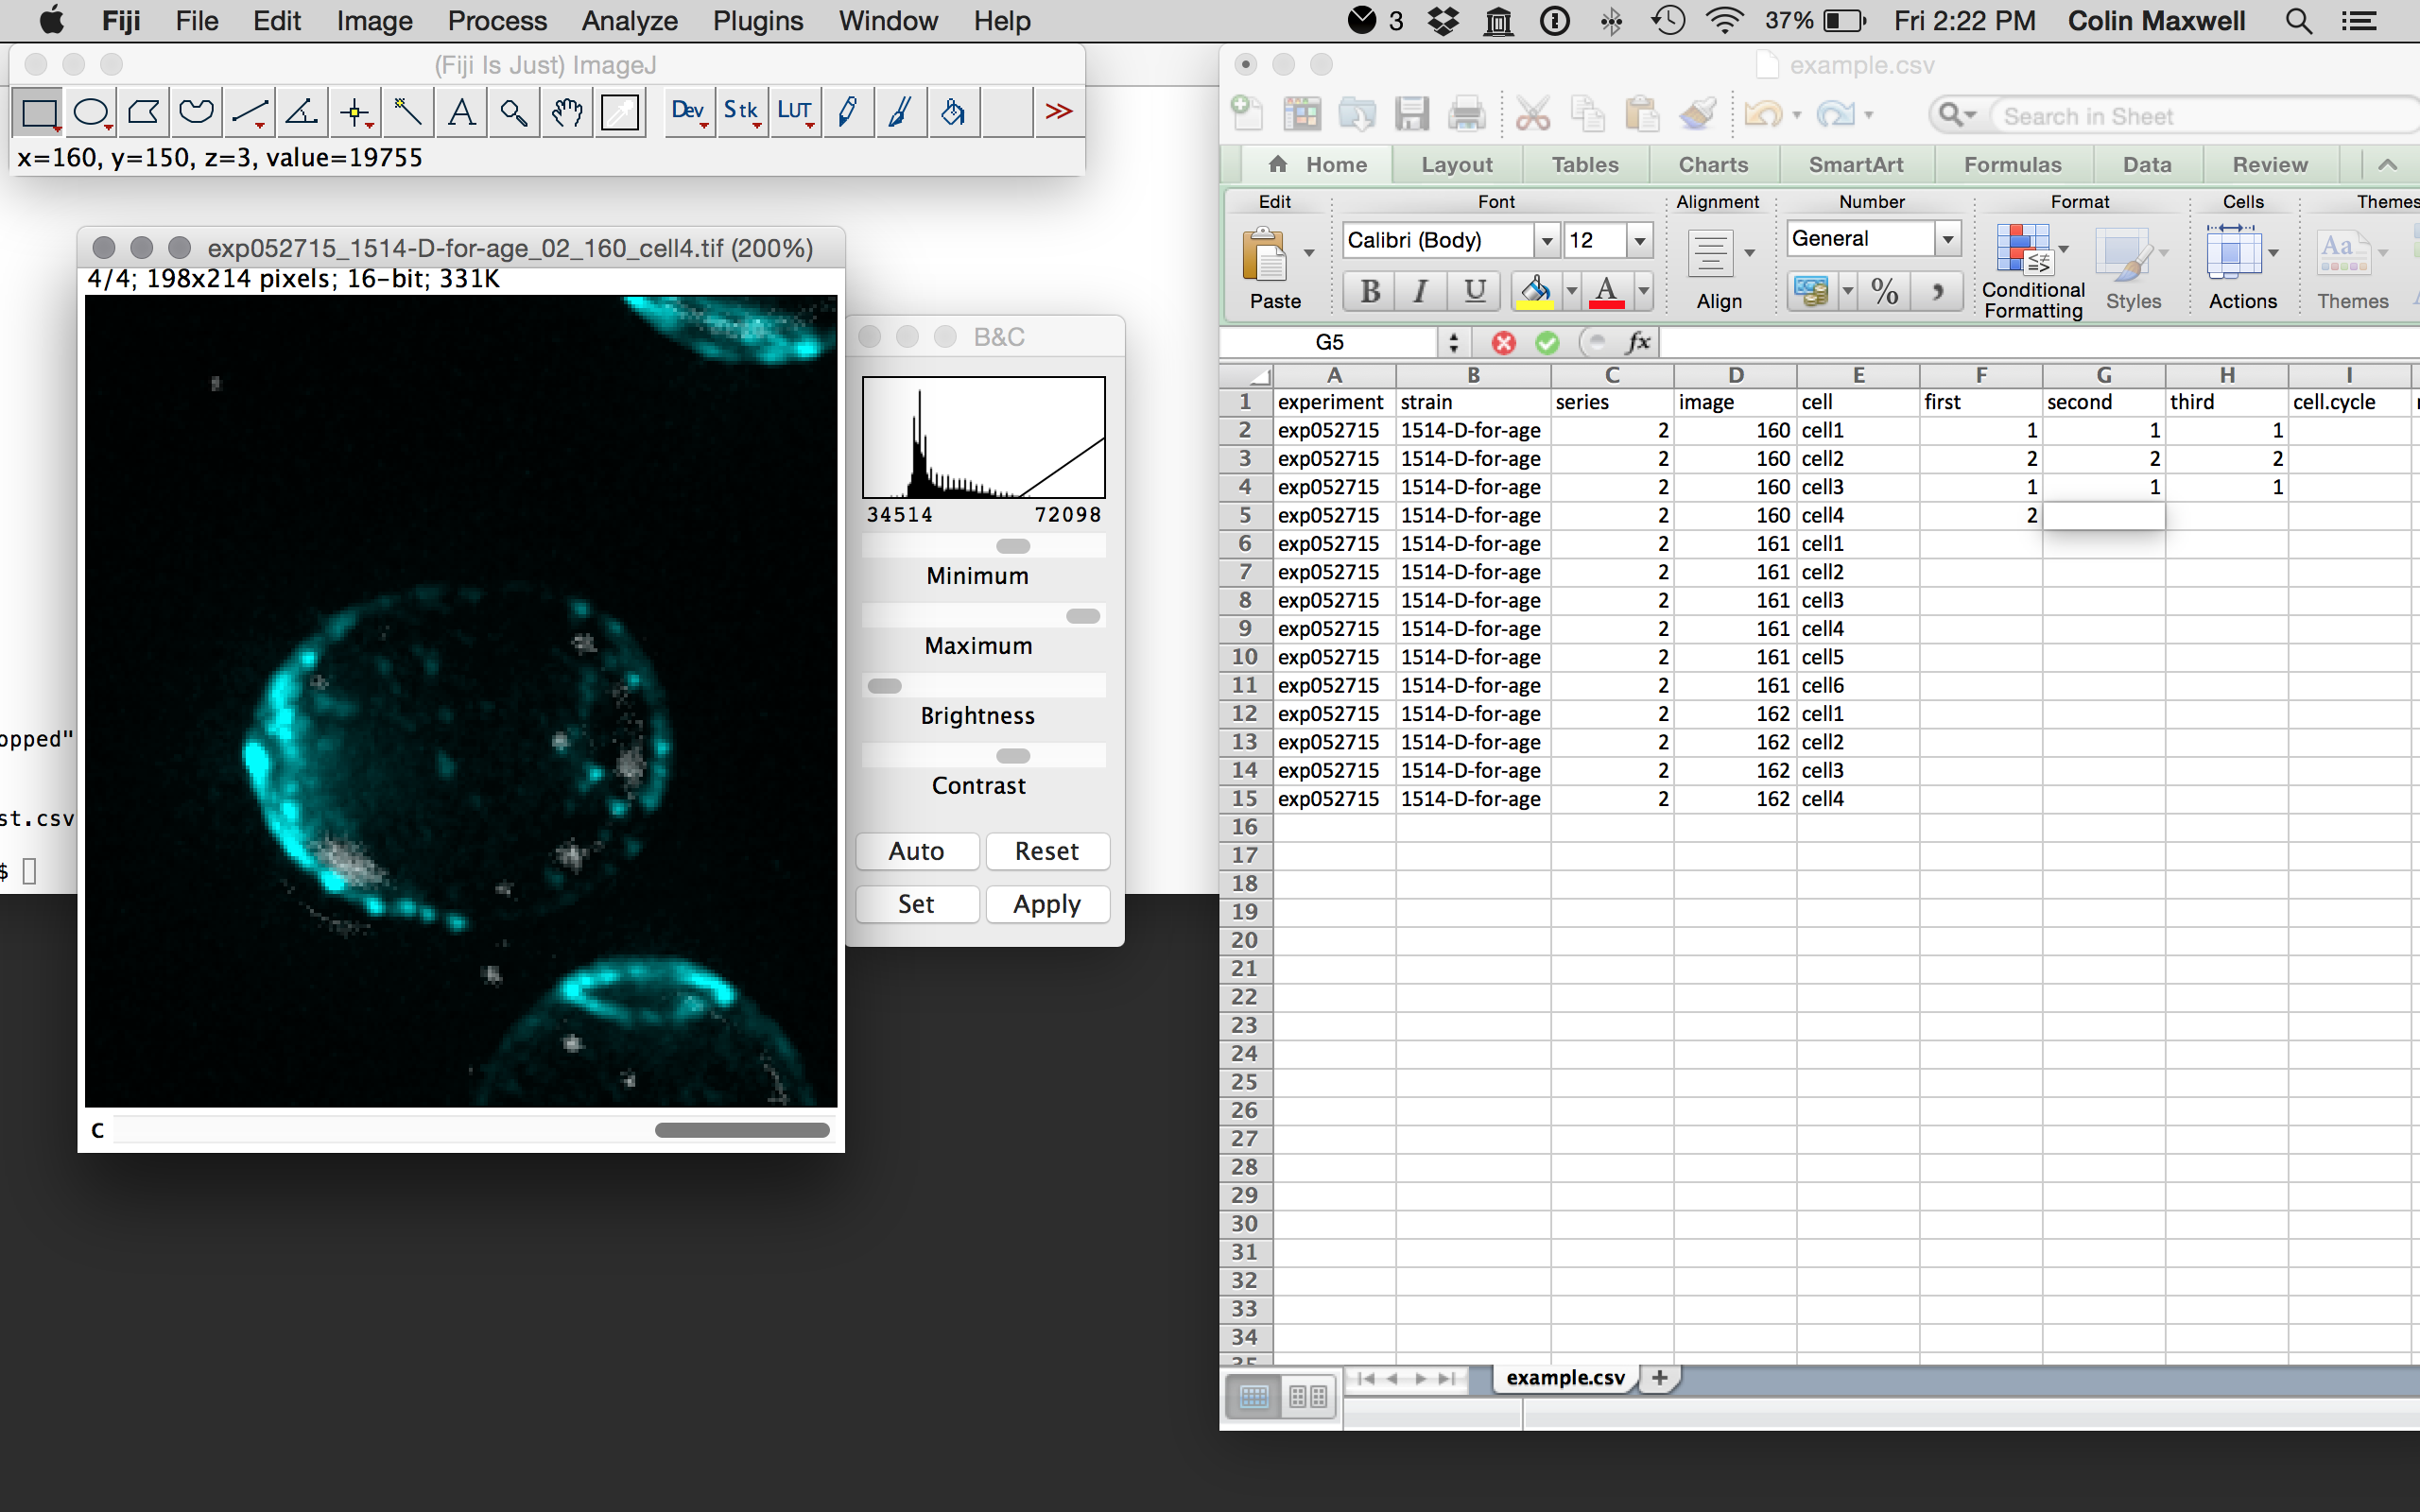 Fiji File Edit Image Process Analyze Plugins Window Help 3 37% Fri 2:22 PM Colin Maxwell
(Fiji Is Just) ImageJ
Dev Stk LUT
x=160, y=150, z=3, value=19755
exp052715_1514-D-for-age_02_160_cell4.tif (200%)
4/4; 198x214 pixels; 16-bit; 331K
C
opped"
st.csv
$
B&C
34514 72098
Minimum
Maximum
Brightness
Contrast
Auto Reset
Set Apply
example.csv
Search in Sheet
Home Layout Tables Charts SmartArt Formulas Data Review
Edit Font Alignment Number Format Cells Themes
Calibri (Body) 12 General
Paste B I U A Align % Conditional Formatting Styles Actions Aa Themes
G5 fx
A B C D E F G H I
1 experiment strain series image cell first second third cell.cycle
2 exp052715 1514-D-for-age 2 160 cell1 1 1 1
3 exp052715 1514-D-for-age 2 160 cell2 2 2 2
4 exp052715 1514-D-for-age 2 160 cell3 1 1 1
5 exp052715 1514-D-for-age 2 160 cell4 2
6 exp052715 1514-D-for-age 2 161 cell1
7 exp052715 1514-D-for-age 2 161 cell2
8 exp052715 1514-D-for-age 2 161 cell3
9 exp052715 1514-D-for-age 2 161 cell4
10 exp052715 1514-D-for-age 2 161 cell5
11 exp052715 1514-D-for-age 2 161 cell6
12 exp052715 1514-D-for-age 2 162 cell1
13 exp052715 1514-D-for-age 2 162 cell2
14 exp052715 1514-D-for-age 2 162 cell3
15 exp052715 1514-D-for-age 2 162 cell4
16
17
18
19
20
21
22
23
24
25
26
27
28
29
30
31
32
33
34
35
example.csv